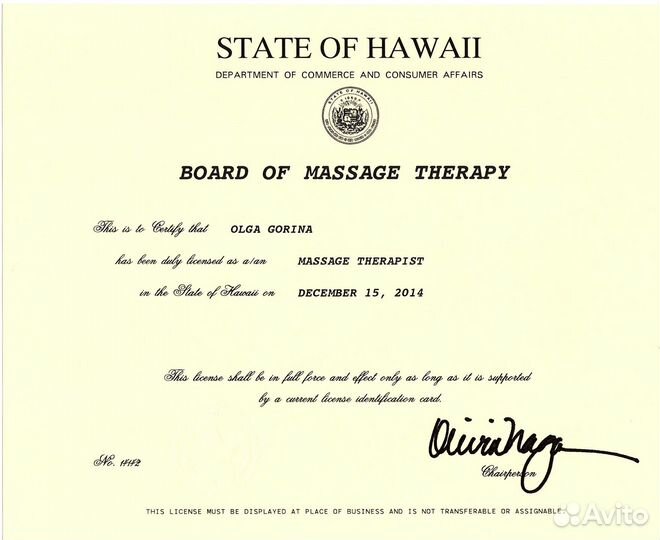 STATE OF HAWAII
DEPARTMENT OF COMMERCE AND CONSUMER AFFAIRS
STATE OF HAWAII
1959
BOARD OF MASSAGE THERAPY
This is to Certify that OLGA GORINA
has been duly licensed as a/an MASSAGE THERAPIST
in the State of Hawaii on DECEMBER 15, 2014
This license shall be in full force and effect only as long as it is supported
by a current license identification card.
No.
Chairperson
THIS LICENSE MUST BE DISPLAYED AT PLACE OF BUSINESS AND IS NOT TRANSFERABLE OR ASSIGNABLE.
Avito